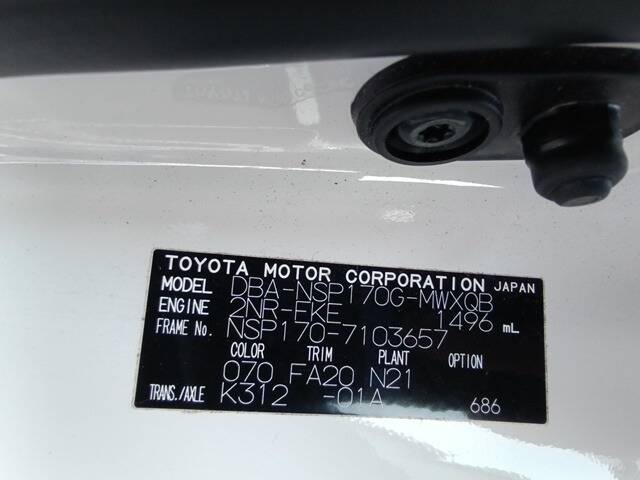 TOYOTA MOTOR CORPORATION JAPAN
MODEL DBA-NSP170G-MWXQB
ENGINE 2NR-FKE 1496 mL
FRAME No. NSP170-7103657
COLOR TRIM PLANT OPTION
070 FA20 N21
TRANS./AXLE K312 -01A 686